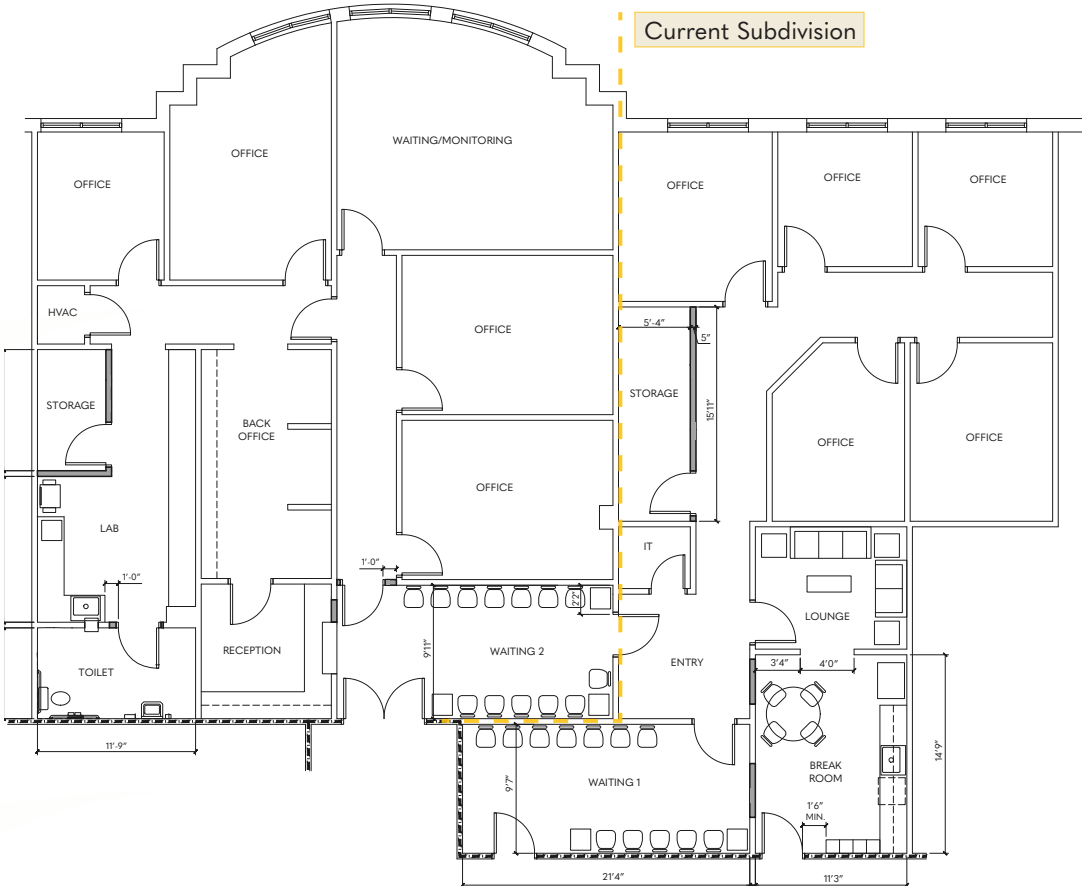 Current Subdivision
WAITING/MONITORING
OFFICE
OFFICE
OFFICE
OFFICE
OFFICE
HVAC
OFFICE
5'-4"
5"
STORAGE
STORAGE
15'11"
BACK
OFFICE
OFFICE
OFFICE
OFFICE
LAB
IT
1'-0"
1'-0"
2'2"
LOUNGE
RECEPTION
WAITING 2
9'11"
ENTRY
3'4"
4'0"
TOILET
11'-9"
14'9"
BREAK
ROOM
WAITING 1
9'7"
1'6"
MIN.
21'4"
11'3"